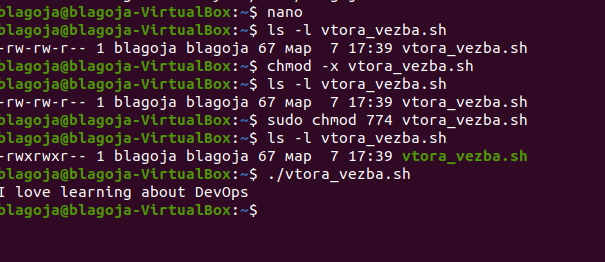 blagoja@blagoja-VirtualBox:~$ nano
blagoja@blagoja-VirtualBox:~$ ls -l vtora_vezba.sh
-rw-rw-r-- 1 blagoja blagoja 67 мар  7 17:39 vtora_vezba.sh
blagoja@blagoja-VirtualBox:~$ chmod -x vtora_vezba.sh
blagoja@blagoja-VirtualBox:~$ ls -l vtora_vezba.sh
-rw-rw-r-- 1 blagoja blagoja 67 мар  7 17:39 vtora_vezba.sh
blagoja@blagoja-VirtualBox:~$ sudo chmod 774 vtora_vezba.sh
blagoja@blagoja-VirtualBox:~$ ls -l vtora_vezba.sh
-rwxrwxr-- 1 blagoja blagoja 67 мар  7 17:39 vtora_vezba.sh
blagoja@blagoja-VirtualBox:~$ ./vtora_vezba.sh
I love learning about DevOps
blagoja@blagoja-VirtualBox:~$